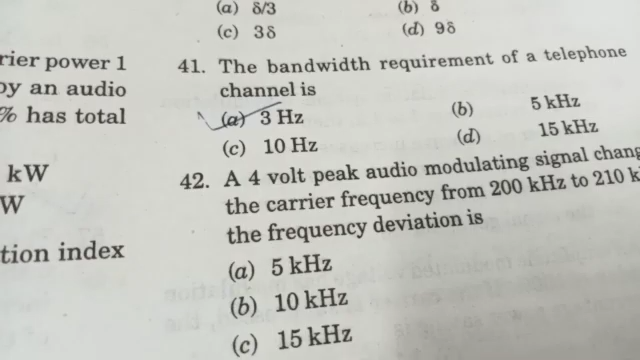 (a) δ/3 (b) δ
(c) 3δ (d) 9δ
rier power 1
by an audio
% has total
kW
W
tion index
41. The bandwidth requirement of a telephone
channel is
(a) 3 Hz (b) 5 kHz
(c) 10 Hz (d) 15 kHz
42. A 4 volt peak audio modulating signal chang
the carrier frequency from 200 kHz to 210 k
the frequency deviation is
(a) 5 kHz
(b) 10 kHz
(c) 15 kHz